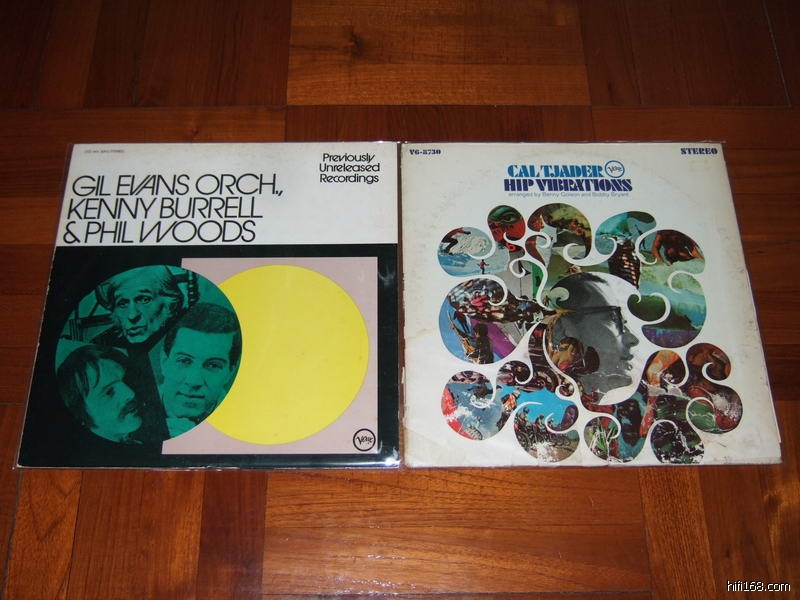 Previously
Unreleased
Recordings
GIL EVANS ORCH.,
KENNY BURRELL
& PHIL WOODS
Verve
V6-8730
STEREO
CAL TJADER
Verve
HIP VIBRATIONS
arranged by Benny Golson and Bobby Bryant
hifi168.com